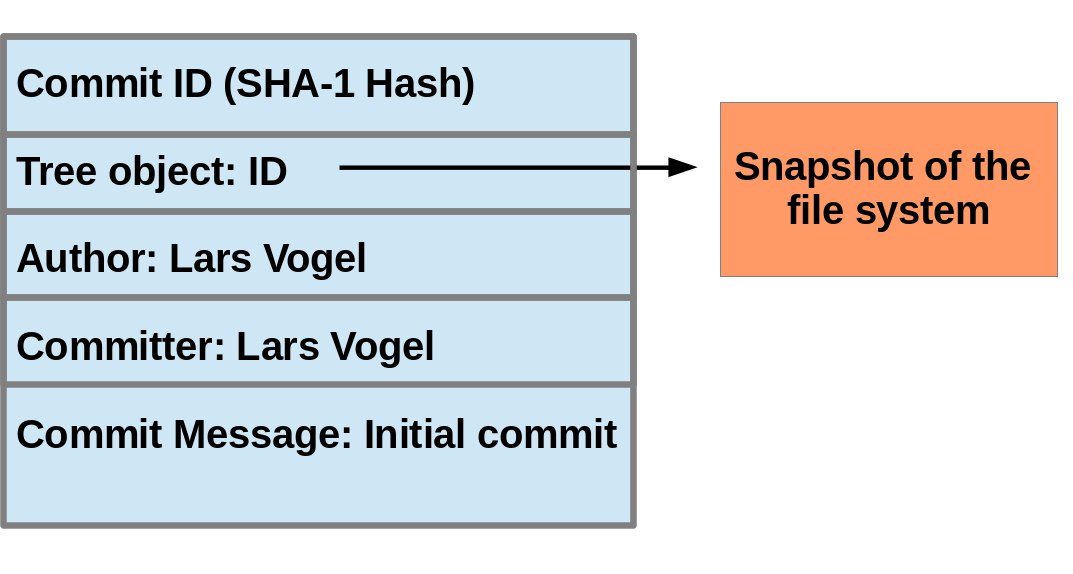 Commit ID (SHA-1 Hash)
Tree object: ID
Snapshot of the
file system
Author: Lars Vogel
Committer: Lars Vogel
Commit Message: Initial commit